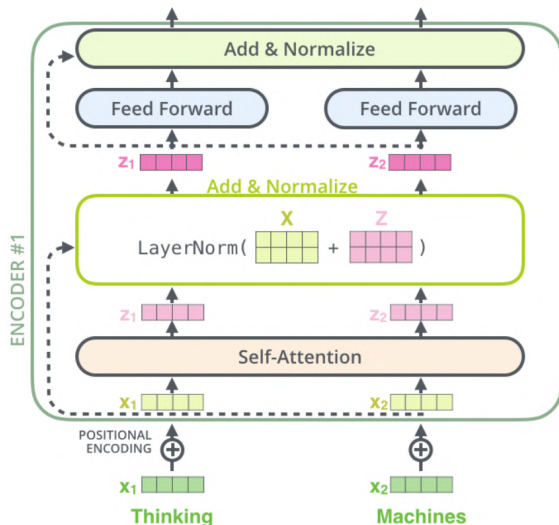 Add & Normalize
Feed Forward Feed Forward
z1 z2
Add & Normalize
X Z
LayerNorm( + )
ENCODER #1
z1 z2
Self-Attention
x1 x2
POSITIONAL
ENCODING
x1 x2
Thinking Machines